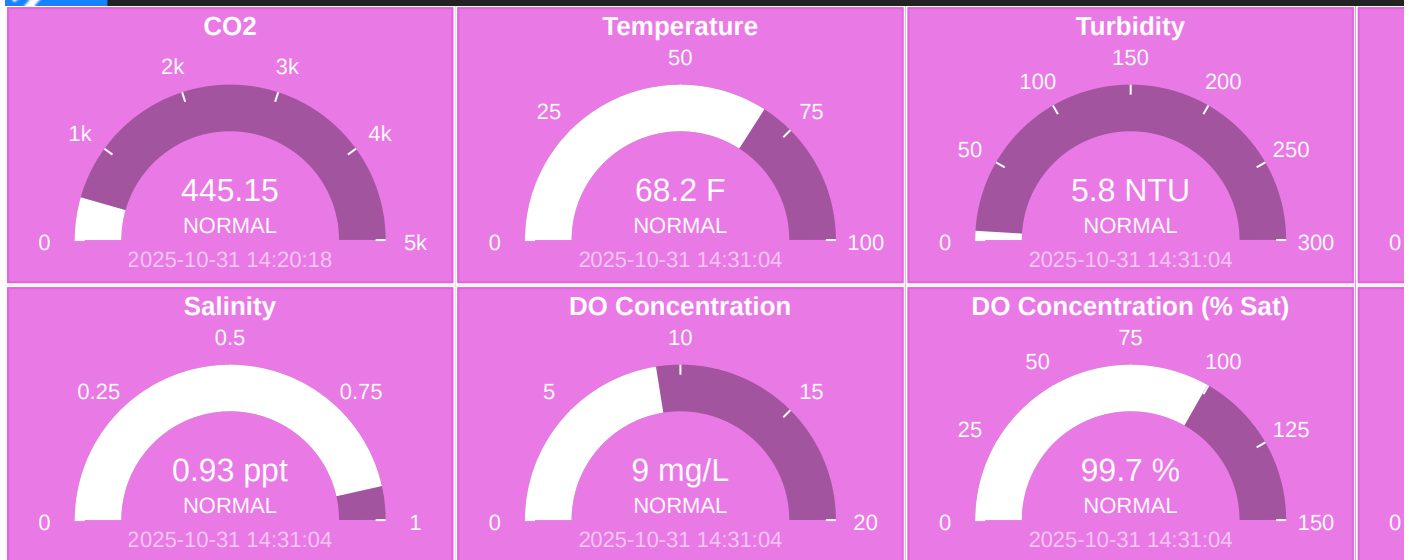 CO2
2k
3k
1k
4k
445.15
NORMAL
0
5k
2025-10-31 14:20:18
Temperature
50
25
75
68.2 F
NORMAL
0
100
2025-10-31 14:31:04
Turbidity
150
100
200
50
250
5.8 NTU
NORMAL
0
300
2025-10-31 14:31:04
0
Salinity
0.5
0.25
0.75
0.93 ppt
NORMAL
0
1
2025-10-31 14:31:04
DO Concentration
10
5
15
9 mg/L
NORMAL
0
20
2025-10-31 14:31:04
DO Concentration (% Sat)
75
50
100
25
125
99.7 %
NORMAL
0
150
2025-10-31 14:31:04
0